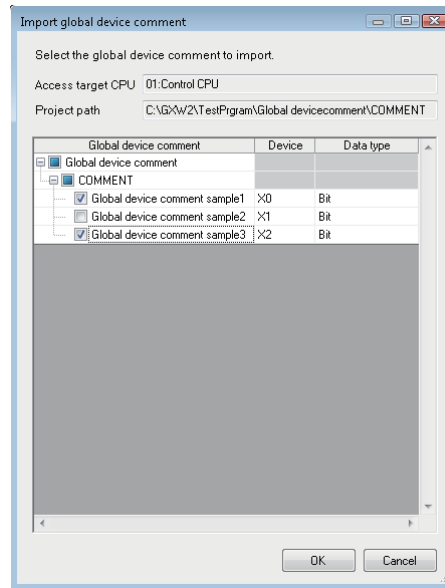 Import global device comment
Select the global device comment to import.
Access target CPU 01:Control CPU
Project path C:\GXW2\TestPrgram\Global devicecomment\COMMENT
Global device comment Device Data type
Global device comment
COMMENT
Global device comment sample1 X0 Bit
Global device comment sample2 X1 Bit
Global device comment sample3 X2 Bit
OK Cancel